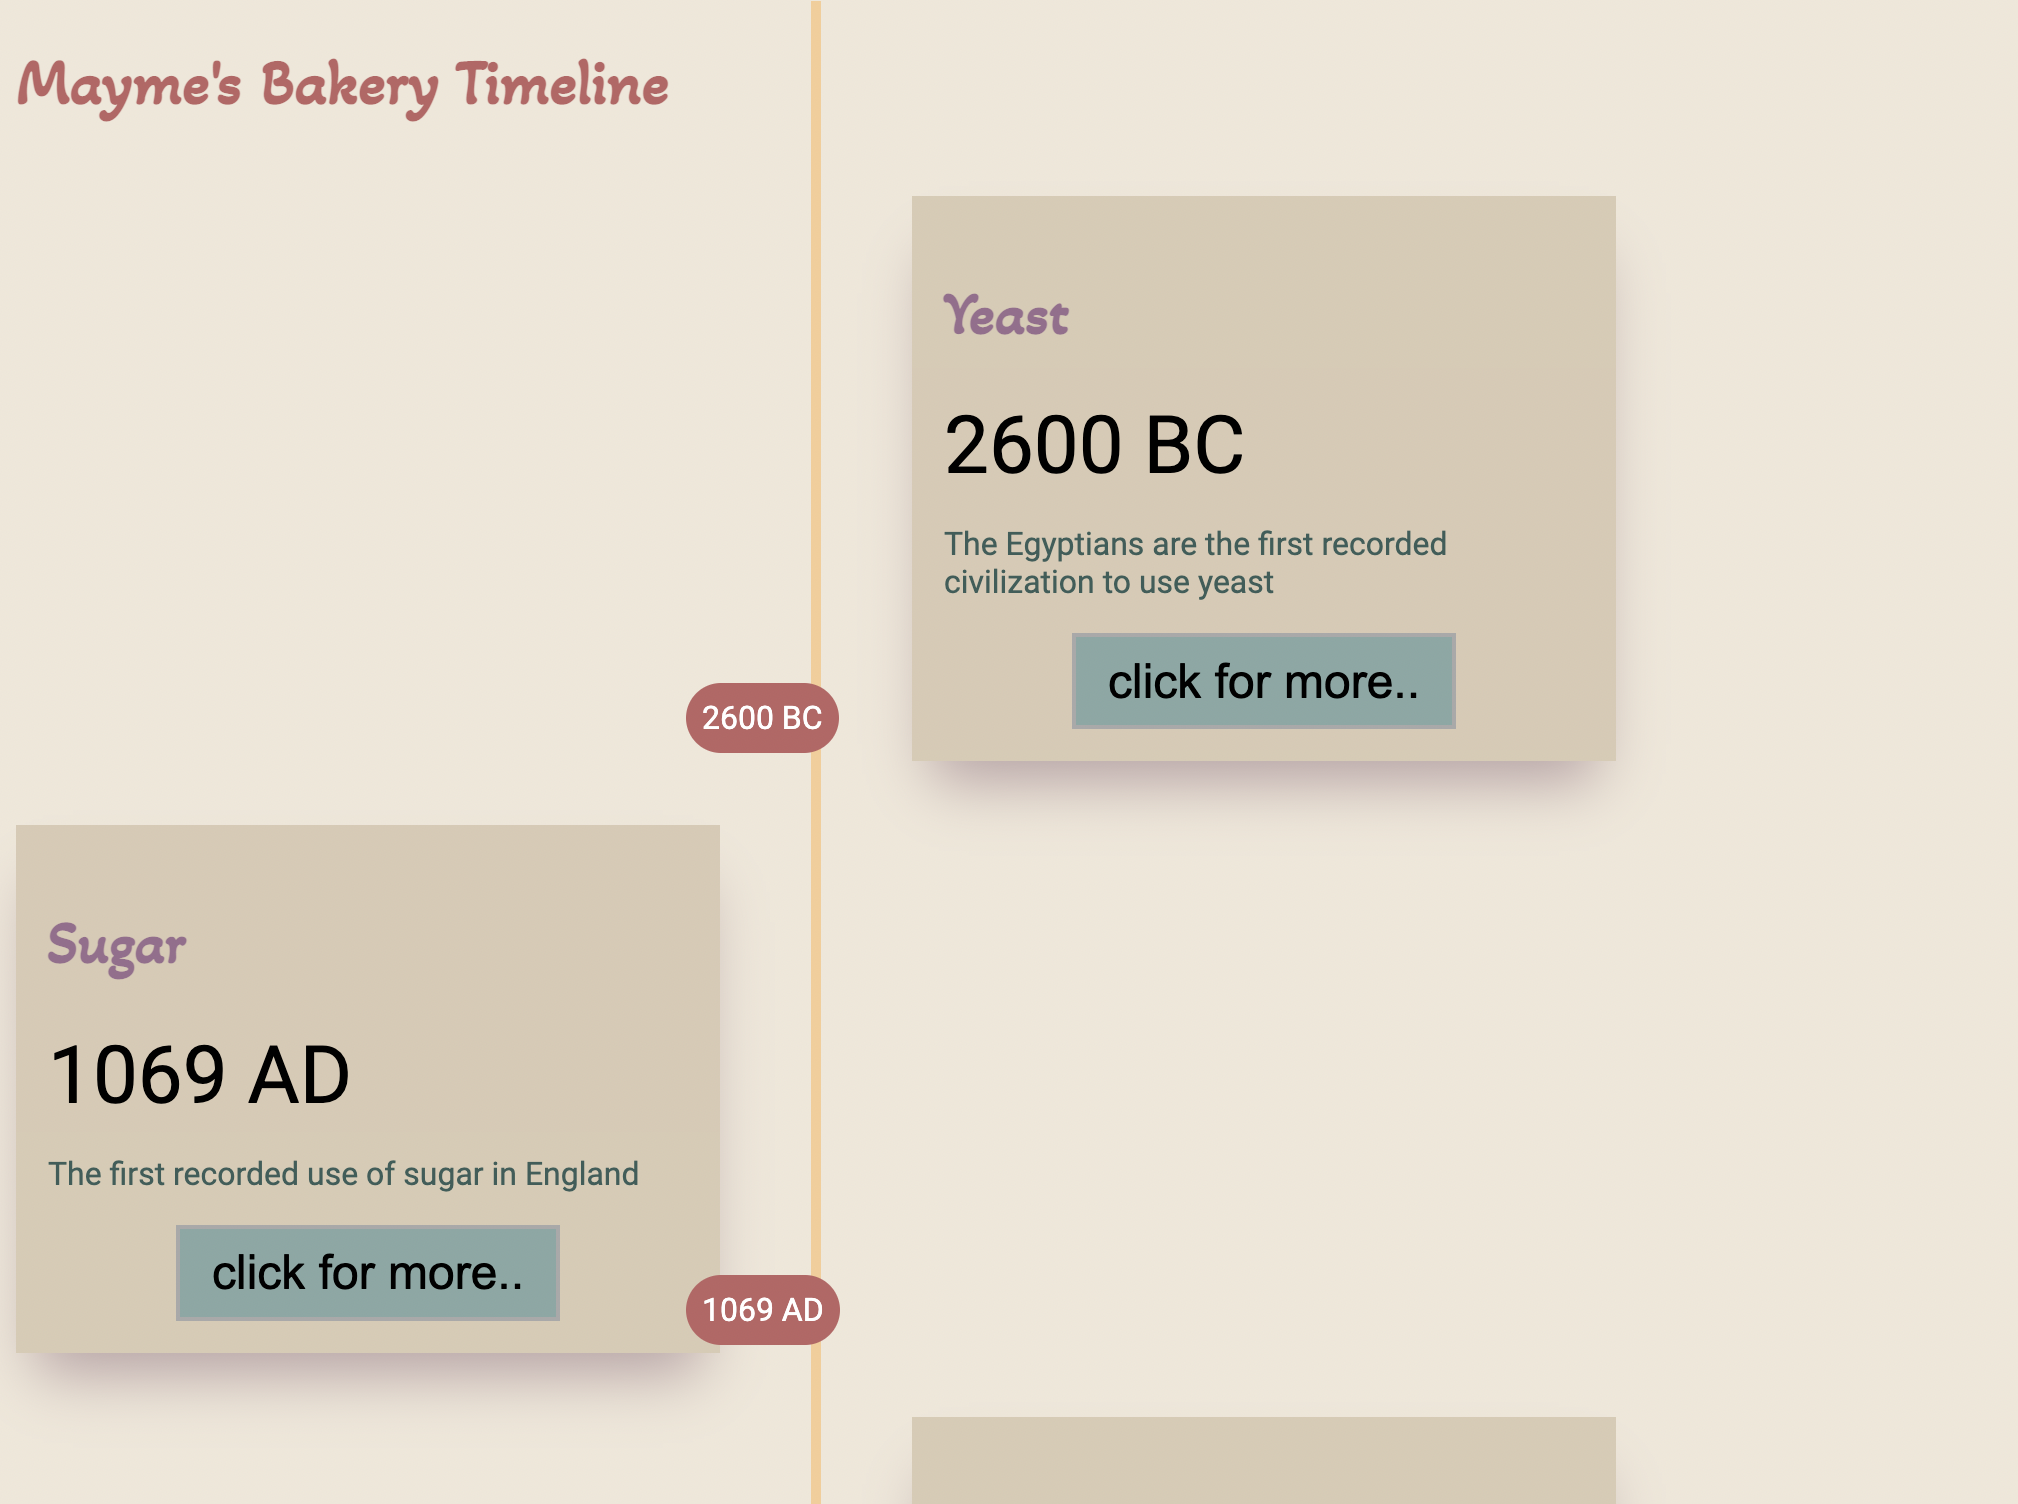 Mayme's Bakery Timeline
Yeast
2600 BC
The Egyptians are the first recorded
civilization to use yeast
click for more..
2600 BC
Sugar
1069 AD
The first recorded use of sugar in England
click for more..
1069 AD